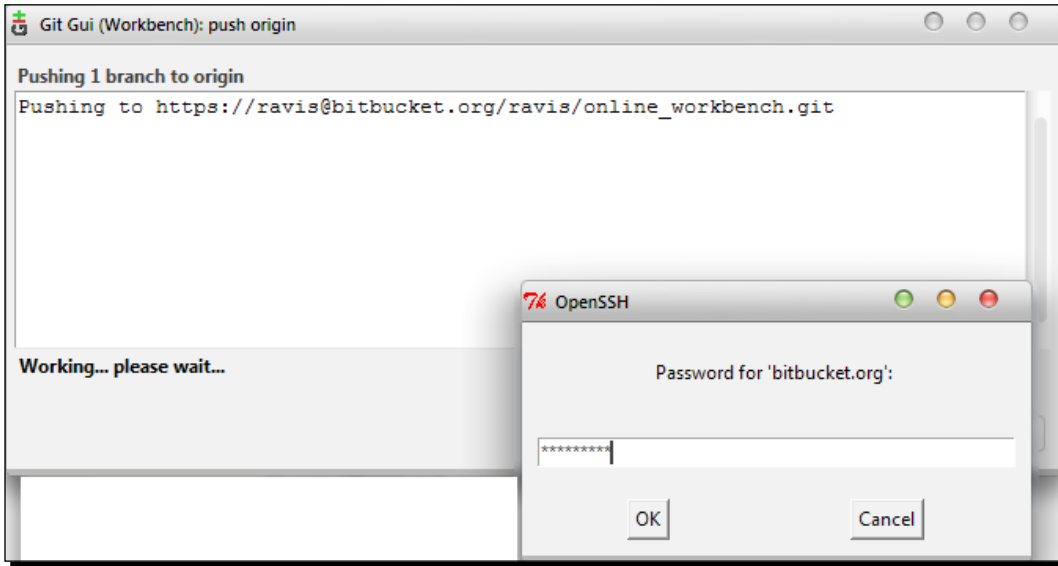 Git Gui (Workbench): push origin
Pushing 1 branch to origin
Pushing to https://ravis@bitbucket.org/ravis/online_workbench.git
Working... please wait...
OpenSSH
Password for 'bitbucket.org':
*********
OK Cancel